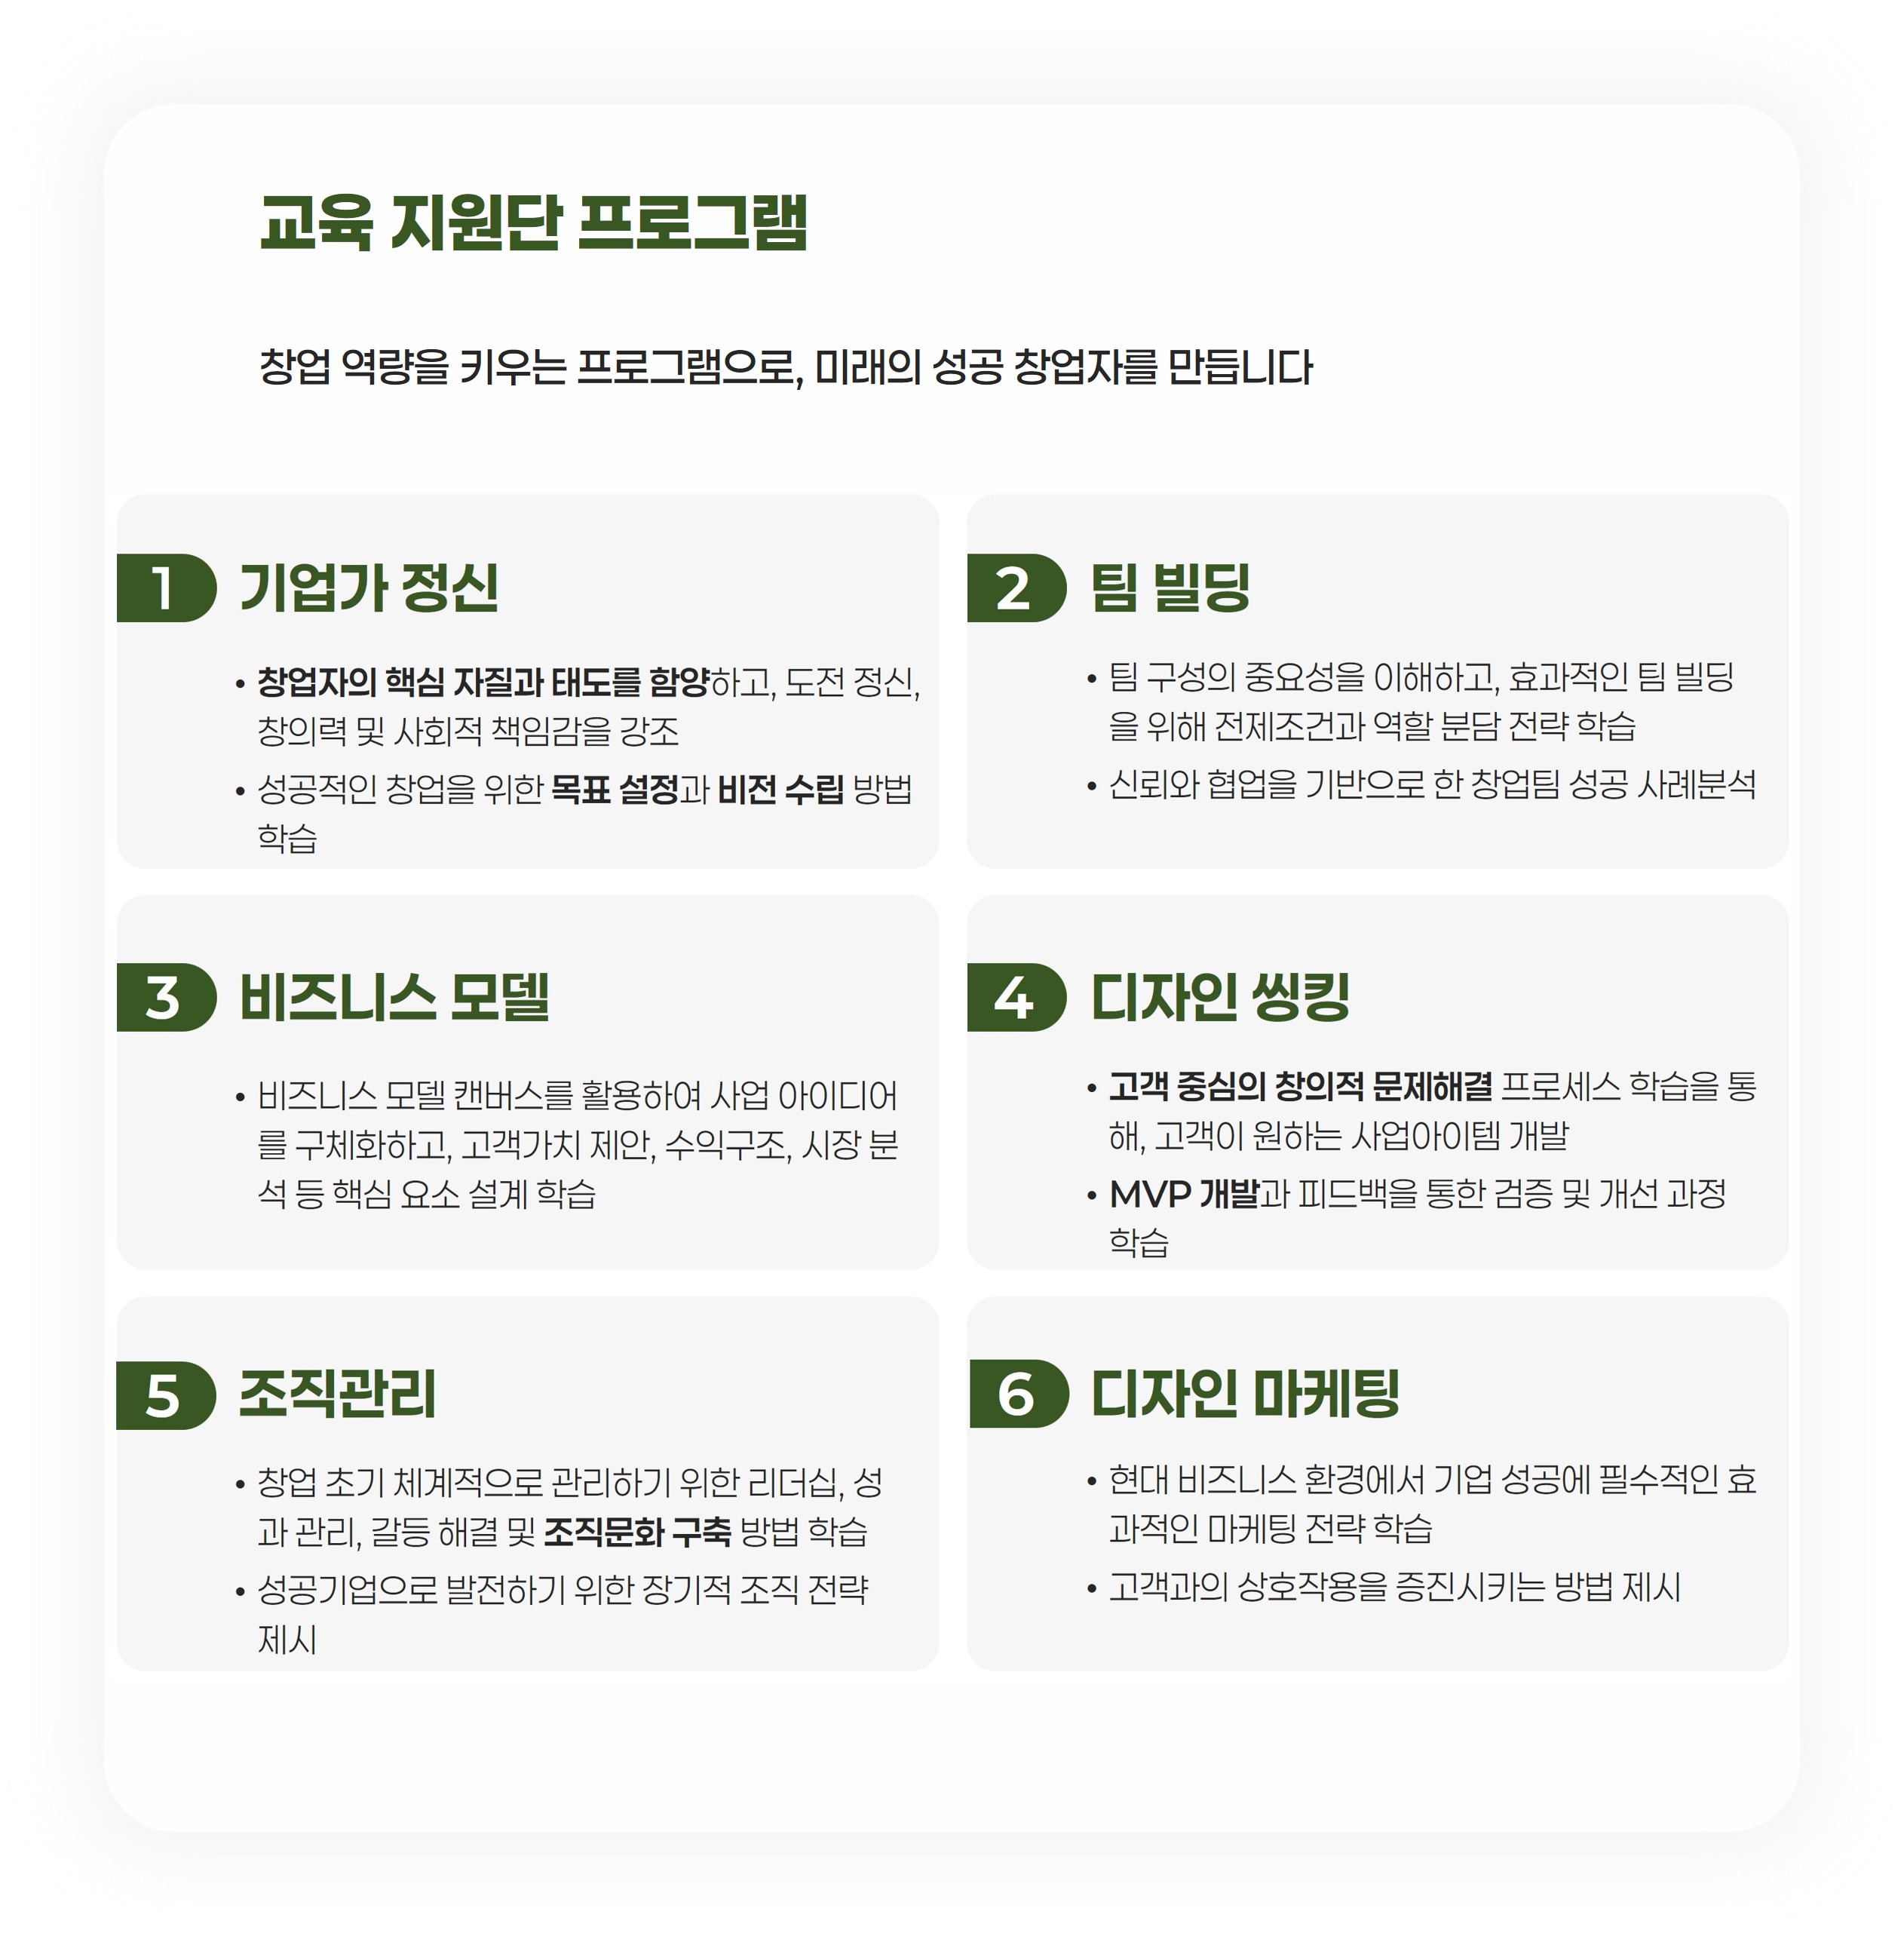 교육 지원단 프로그램
창업 역량을 키우는 프로그램으로, 미래의 성공 창업자를 만듭니다
1 기업가 정신
• 창업자의 핵심 자질과 태도를 함양하고, 도전 정신,
창의력 및 사회적 책임감을 강조
• 성공적인 창업을 위한 목표 설정과 비전 수립 방법
학습
2 팀 빌딩
• 팀 구성의 중요성을 이해하고, 효과적인 팀 빌딩
을 위해 전제조건과 역할 분담 전략 학습
• 신뢰와 협업을 기반으로 한 창업팀 성공 사례분석
3 비즈니스 모델
• 비즈니스 모델 캔버스를 활용하여 사업 아이디어
를 구체화하고, 고객가치 제안, 수익구조, 시장 분
석 등 핵심 요소 설계 학습
4 디자인 씽킹
• 고객 중심의 창의적 문제해결 프로세스 학습을 통
해, 고객이 원하는 사업아이템 개발
• MVP 개발과 피드백을 통한 검증 및 개선 과정
학습
5 조직관리
• 창업 초기 체계적으로 관리하기 위한 리더십, 성
과 관리, 갈등 해결 및 조직문화 구축 방법 학습
• 성공기업으로 발전하기 위한 장기적 조직 전략
제시
6 디자인 마케팅
• 현대 비즈니스 환경에서 기업 성공에 필수적인 효
과적인 마케팅 전략 학습
• 고객과의 상호작용을 증진시키는 방법 제시